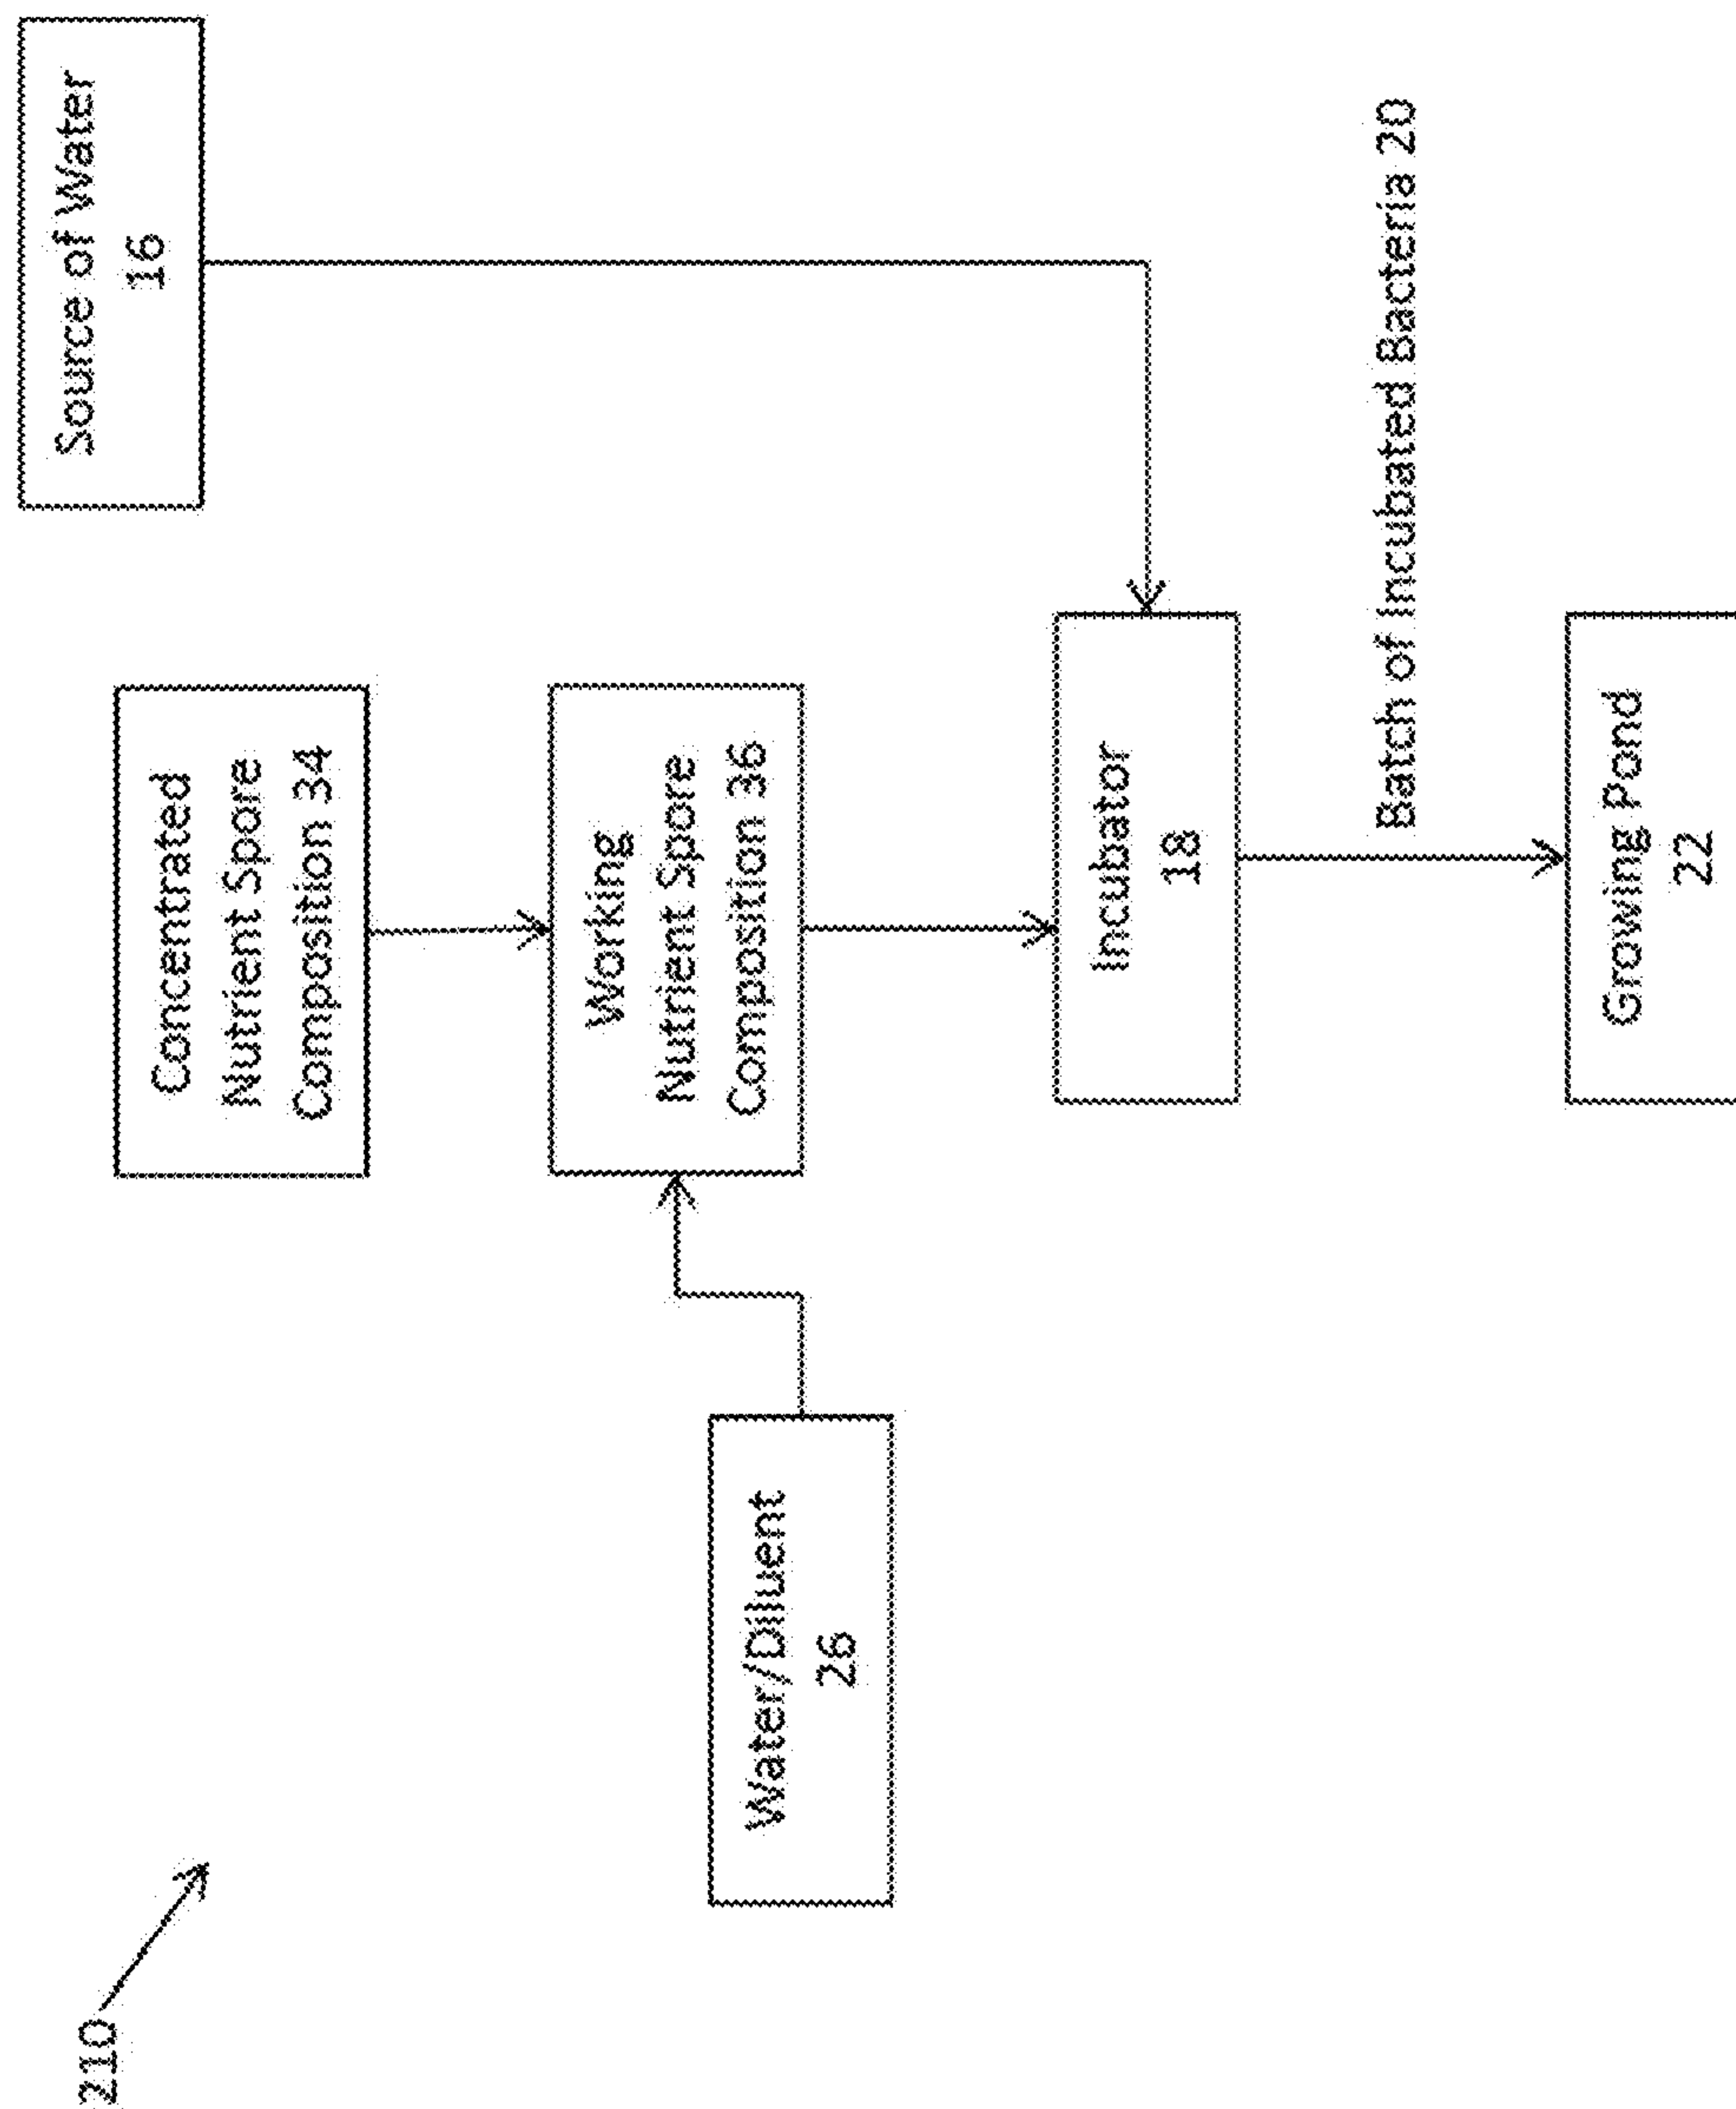 210
Concentrated
Nutrient Spore
Composition 34
Source of Water
16
Working
Nutrient Spore
Composition 36
Water/Diluent
26
Incubator
18
Batch of Incubated Bacteria 20
Growing Pond
22